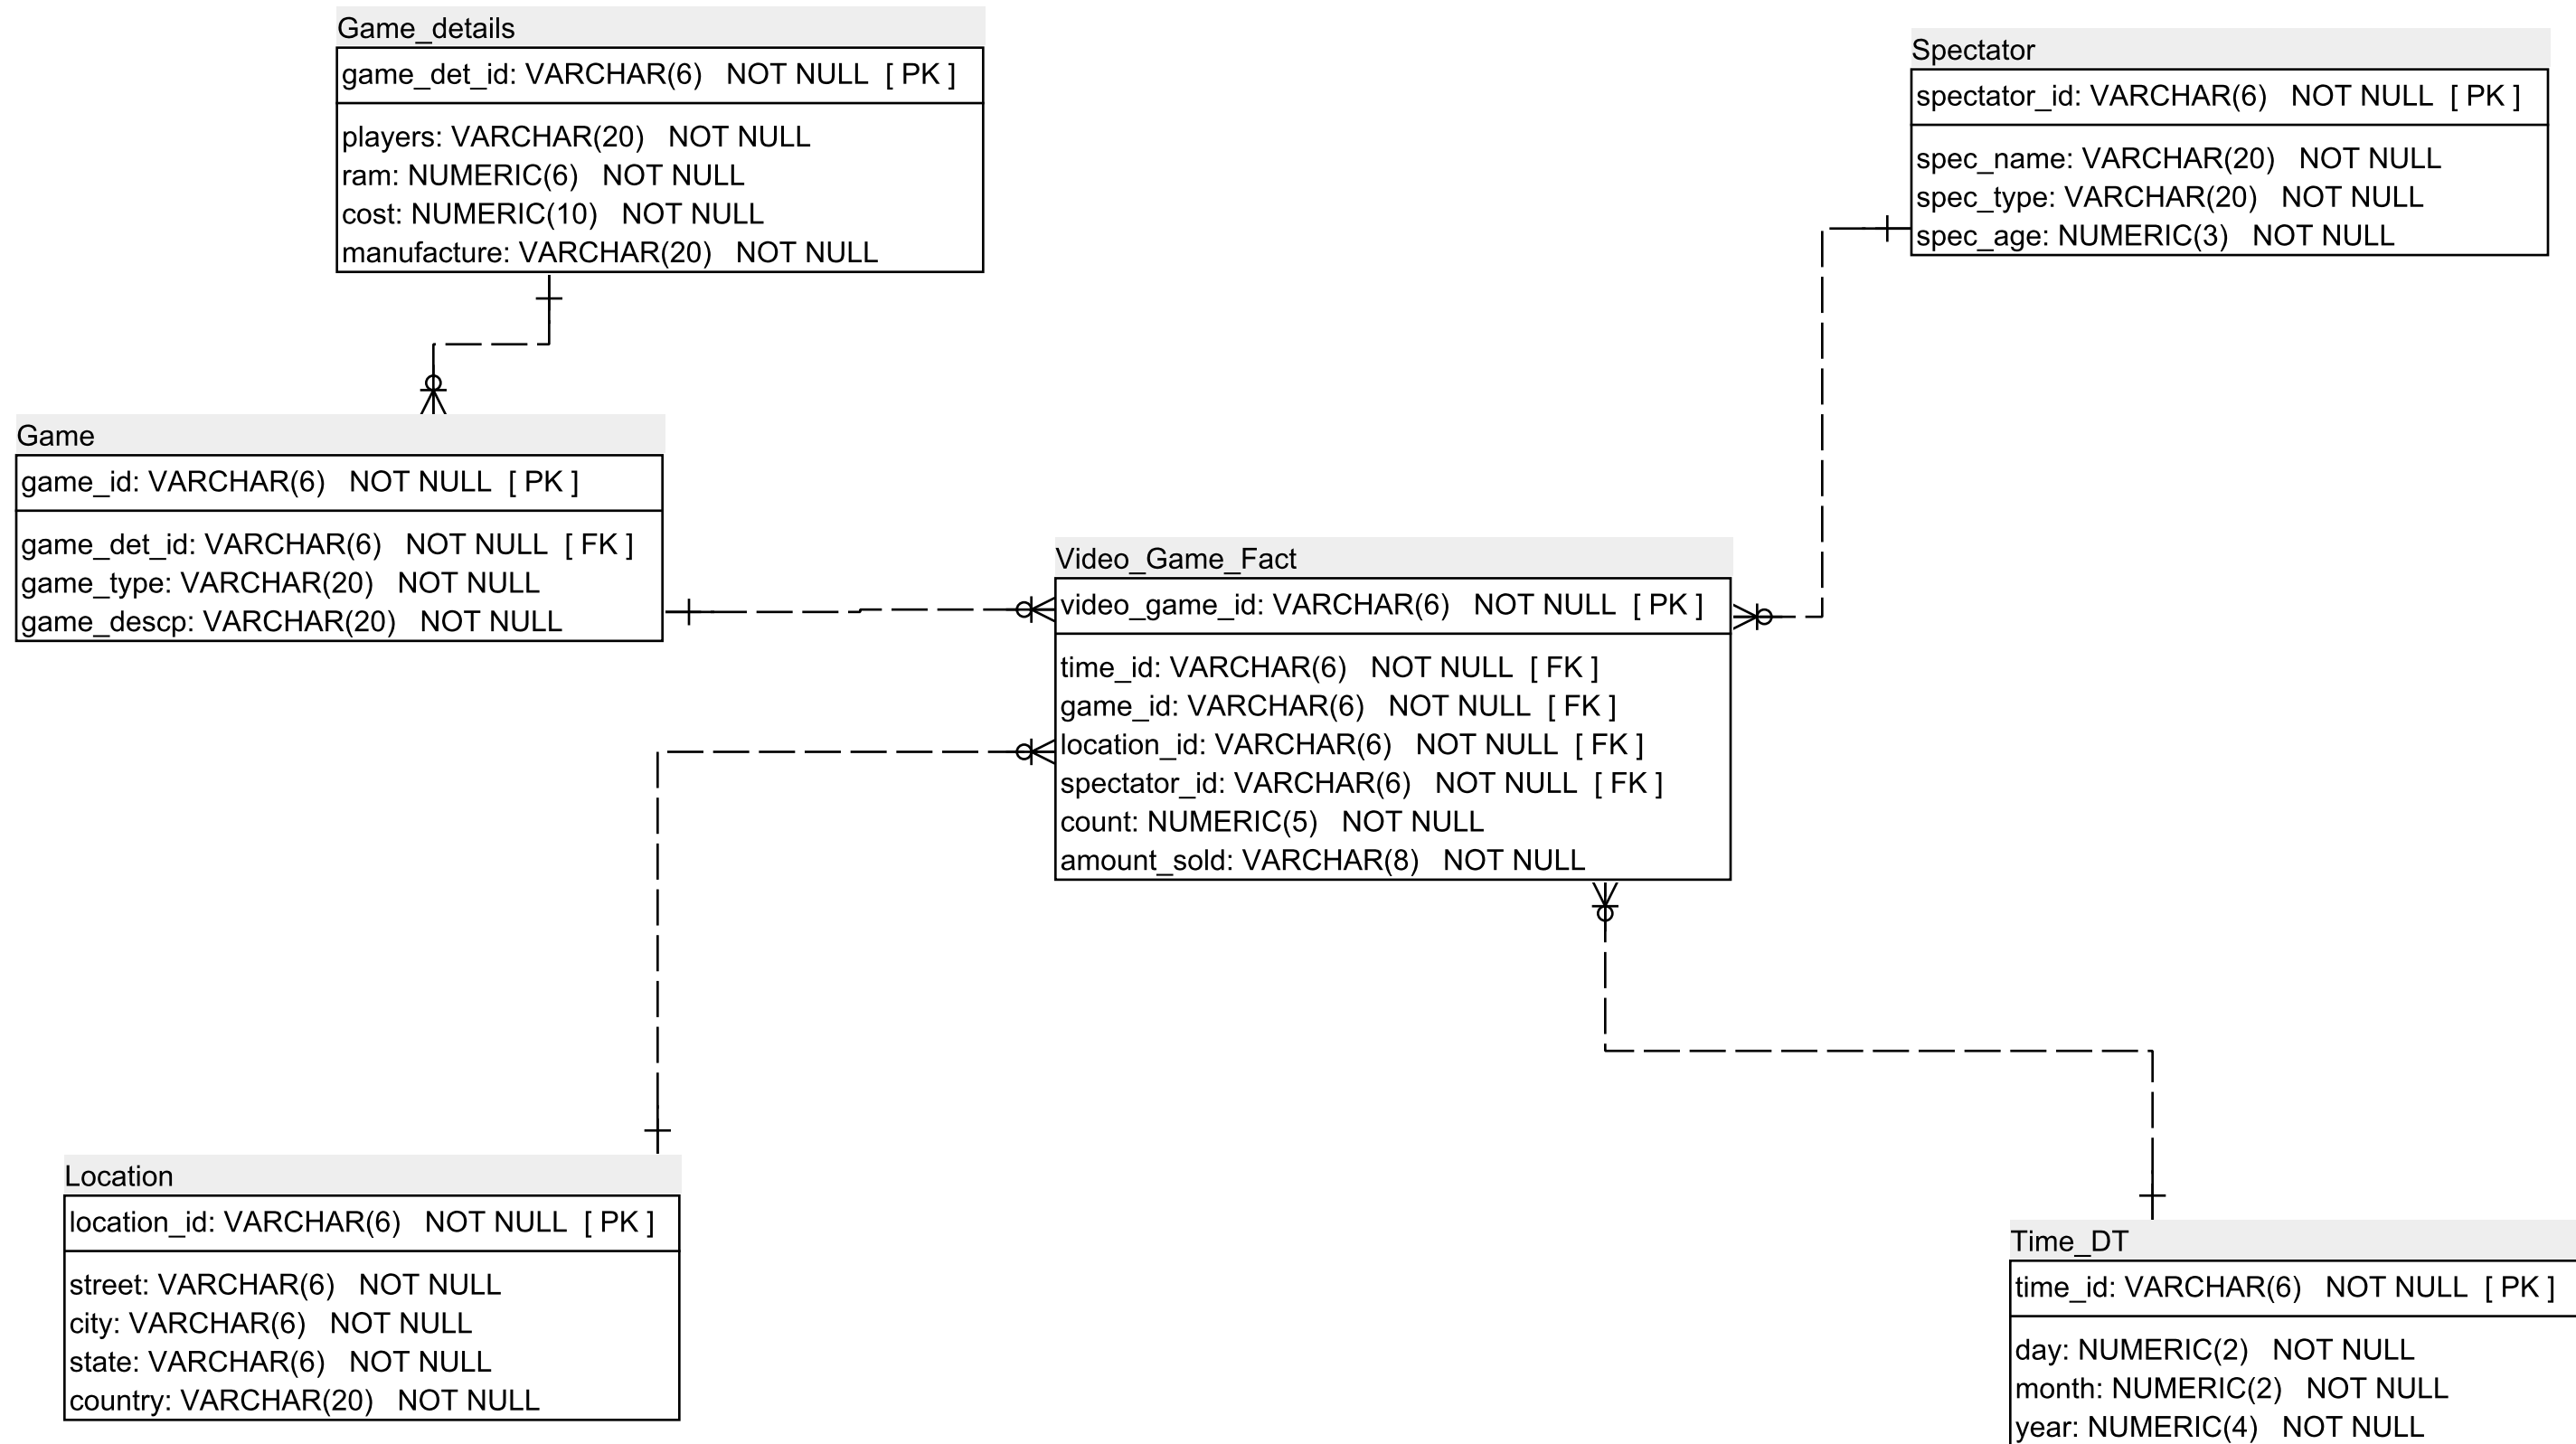 Game_details
game_det_id: VARCHAR(6) NOT NULL [ PK ]
players: VARCHAR(20) NOT NULL
ram: NUMERIC(6) NOT NULL
cost: NUMERIC(10) NOT NULL
manufacture: VARCHAR(20) NOT NULL
Spectator
spectator_id: VARCHAR(6) NOT NULL [ PK ]
spec_name: VARCHAR(20) NOT NULL
spec_type: VARCHAR(20) NOT NULL
spec_age: NUMERIC(3) NOT NULL
Game
game_id: VARCHAR(6) NOT NULL [ PK ]
game_det_id: VARCHAR(6) NOT NULL [ FK ]
game_type: VARCHAR(20) NOT NULL
game_descp: VARCHAR(20) NOT NULL
Video_Game_Fact
video_game_id: VARCHAR(6) NOT NULL [ PK ]
time_id: VARCHAR(6) NOT NULL [ FK ]
game_id: VARCHAR(6) NOT NULL [ FK ]
location_id: VARCHAR(6) NOT NULL [ FK ]
spectator_id: VARCHAR(6) NOT NULL [ FK ]
count: NUMERIC(5) NOT NULL
amount_sold: VARCHAR(8) NOT NULL
Location
location_id: VARCHAR(6) NOT NULL [ PK ]
street: VARCHAR(6) NOT NULL
city: VARCHAR(6) NOT NULL
state: VARCHAR(6) NOT NULL
country: VARCHAR(20) NOT NULL
Time_DT
time_id: VARCHAR(6) NOT NULL [ PK ]
day: NUMERIC(2) NOT NULL
month: NUMERIC(2) NOT NULL
year: NUMERIC(4) NOT NULL